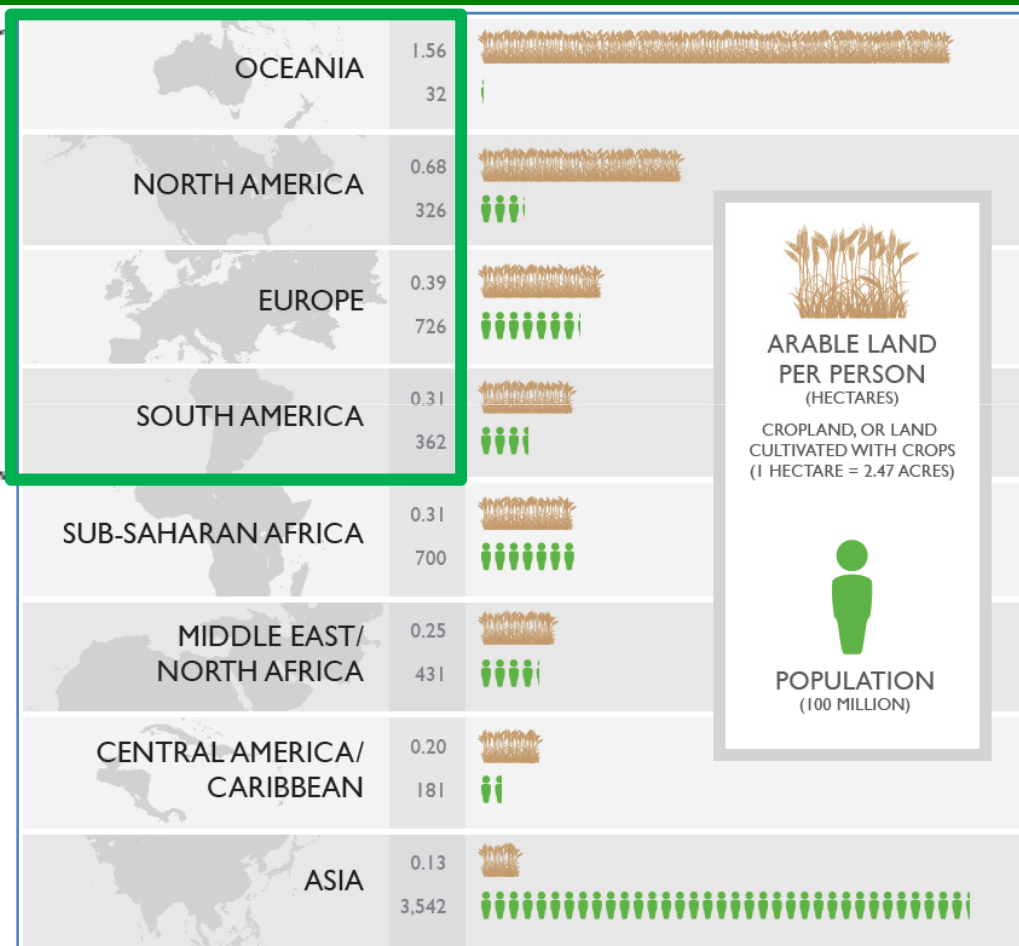 OCEANIA
1.56
32
NORTH AMERICA
0.68
326
EUROPE
0.39
726
SOUTH AMERICA
0.31
362
SUB-SAHARAN AFRICA
0.31
700
MIDDLE EAST/
NORTH AFRICA
0.25
431
CENTRAL AMERICA/
CARIBBEAN
0.20
181
ASIA
0.13
3,542
ARABLE LAND
PER PERSON
(HECTARES)
CROPLAND, OR LAND
CULTIVATED WITH CROPS
(1 HECTARE = 2.47 ACRES)
POPULATION
(100 MILLION)